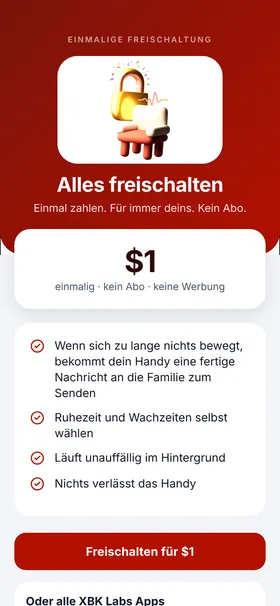 EINMALIGE FREISCHALTUNG
Alles freischalten
Einmal zahlen. Für immer deins. Kein Abo.
$1
einmalig · kein Abo · keine Werbung
Wenn sich zu lange nichts bewegt,
bekommt dein Handy eine fertige
Nachricht an die Familie zum
Senden
Ruhezeit und Wachzeiten selbst
wählen
Läuft unauffällig im Hintergrund
Nichts verlässt das Handy
Freischalten für $1
Oder alle XBK Labs Apps